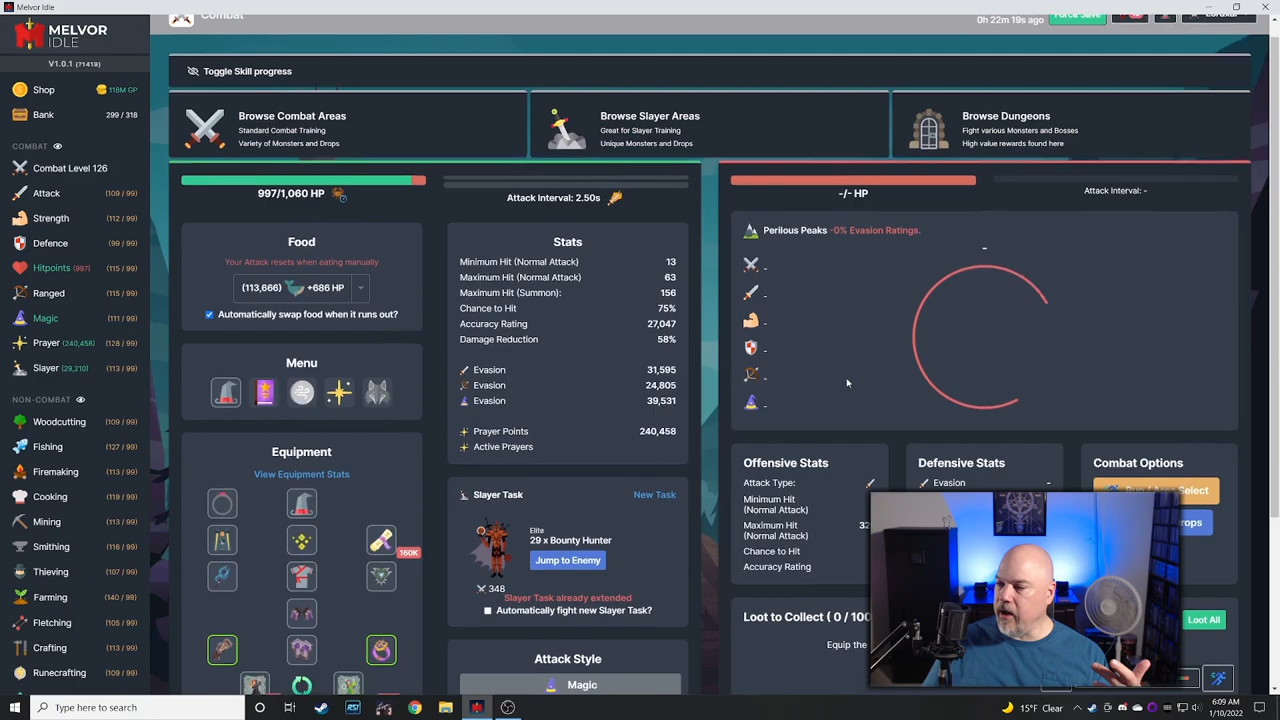 Melvor Idle
MELVOR
IDLE
Combat
0h 22m 19s ago
Force Save
V1.0.1 (71419)
Toggle Skill progress
Shop
118M GP
Bank
299 / 318
Browse Combat Areas
Standard Combat Training
Variety of Monsters and Drops
Browse Slayer Areas
Great for Slayer Training
Unique Monsters and Drops
Browse Dungeons
Fight various Monsters and Bosses
High value rewards found here
COMBAT
Combat Level 126
Attack (109 / 99)
Strength (112 / 99)
Defence (99 / 99)
Hitpoints (997) (115 / 99)
Ranged (115 / 99)
Magic (111 / 99)
Prayer (240,458) (128 / 99)
Slayer (29,210) (113 / 99)
NON-COMBAT
Woodcutting (109 / 99)
Fishing (127 / 99)
Firemaking (111 / 99)
Cooking (111 / 99)
Mining (113 / 99)
Smithing (116 / 99)
Thieving (107 / 99)
Farming (140 / 99)
Fletching (105 / 99)
Crafting (113 / 99)
Runecrafting (113 / 99)
997/1,060 HP
Attack Interval: 2.50s
Food
Your Attack resets when eating manually
(113,666) +686 HP
Automatically swap food when it runs out?
Menu
Equipment
View Equipment Stats
160K
Stats
Minimum Hit (Normal Attack) 13
Maximum Hit (Normal Attack) 63
Maximum Hit (Summon): 156
Chance to Hit 75%
Accuracy Rating 27,047
Damage Reduction 58%
Evasion 31,595
Evasion 24,805
Evasion 39,531
Prayer Points 240,458
Active Prayers
Slayer Task
New Task
Elite
29 x Bounty Hunter
Jump to Enemy
348
Slayer Task already extended
Automatically fight new Slayer Task?
Attack Style
Magic
-/- HP
Attack Interval: -
Perilous Peaks -0% Evasion Ratings.
-
-
-
-
-
-
-
Offensive Stats
Attack Type:
Minimum Hit
(Normal Attack)
Maximum Hit
(Normal Attack)
Chance to Hit
Accuracy Rating
Defensive Stats
Evasion -
Combat Options
Loot to Collect ( 0 / 100
Loot All
Equip the
Type here to search
15°F Clear
6:09 AM
1/10/2022